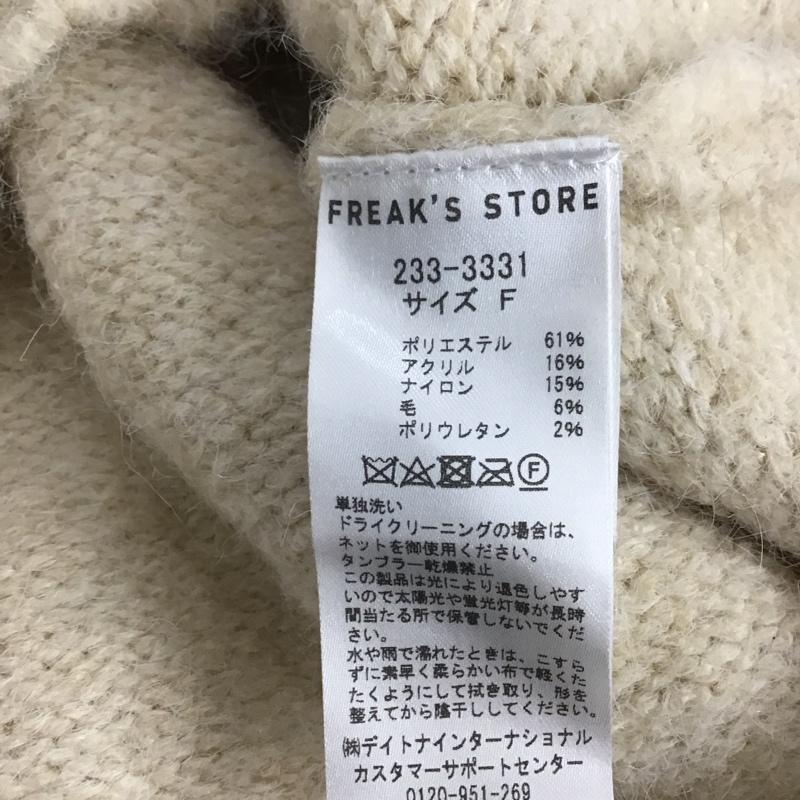 FREAK'S STORE
233-3331
サイズ F
ポリエステル 61%
アクリル 16%
ナイロン 15%
毛 6%
ポリウレタン 2%
F
単独洗い
ドライクリーニングの場合は、
ネットを御使用ください。
タンブラー乾燥禁止
この製品は光により退色しやす
いので太陽光や蛍光灯等が長時
間当たる所で保管しないでくだ
さい。
水や雨で濡れたときは、こすら
ずに素早く柔らかい布で軽くた
たくようにして拭き取り、形を
整えてから陰干ししてください。
㈱デイトナインターナショナル
カスタマーサポートセンター
0120-951-269